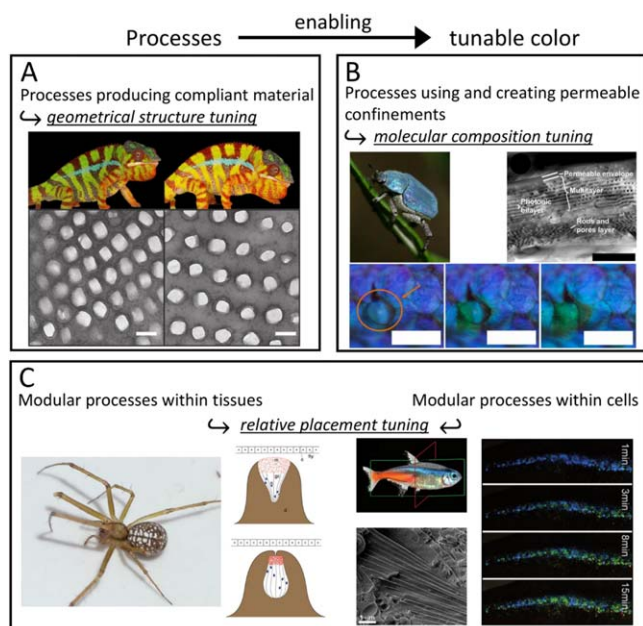 Processes
enabling
tunable color
A
Processes producing compliant material
geometrical structure tuning
B
Processes using and creating permeable
confinements
molecular composition tuning
Permeable envelope
Multilayer
Photonic
bilayer
Rods and
pores layer
C
Modular processes within tissues
Modular processes within cells
relative placement tuning
1min
3min
8min
15min